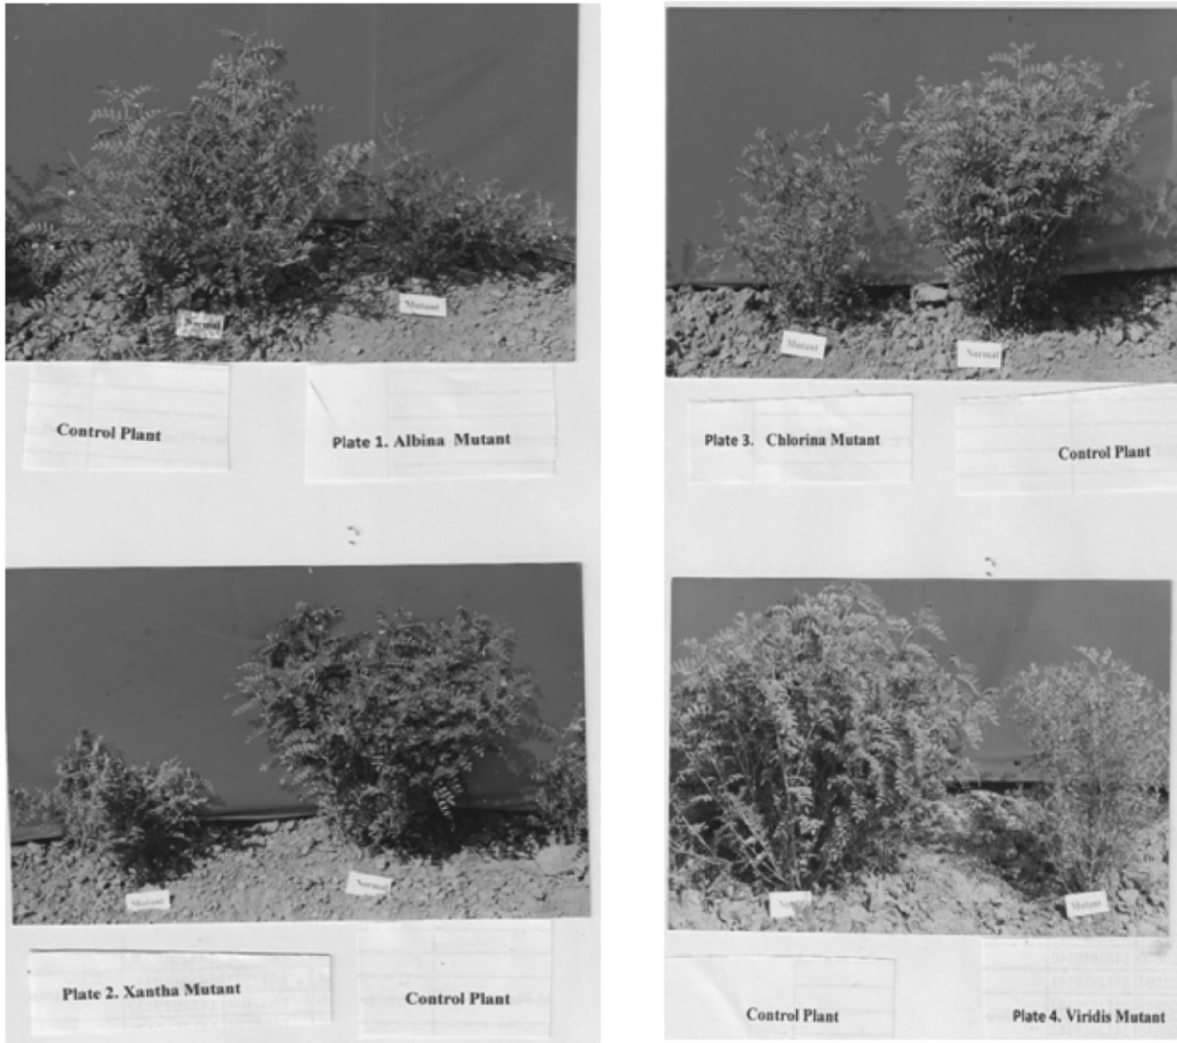 Mutant
Control Plant
Plate 1. Albina Mutant
Mutant
Normal
Plate 2. Xantha Mutant
Control Plant
Mutant
Normal
Plate 3. Chlorina Mutant
Control Plant
Mutant
Control Plant
Plate 4. Viridis Mutant